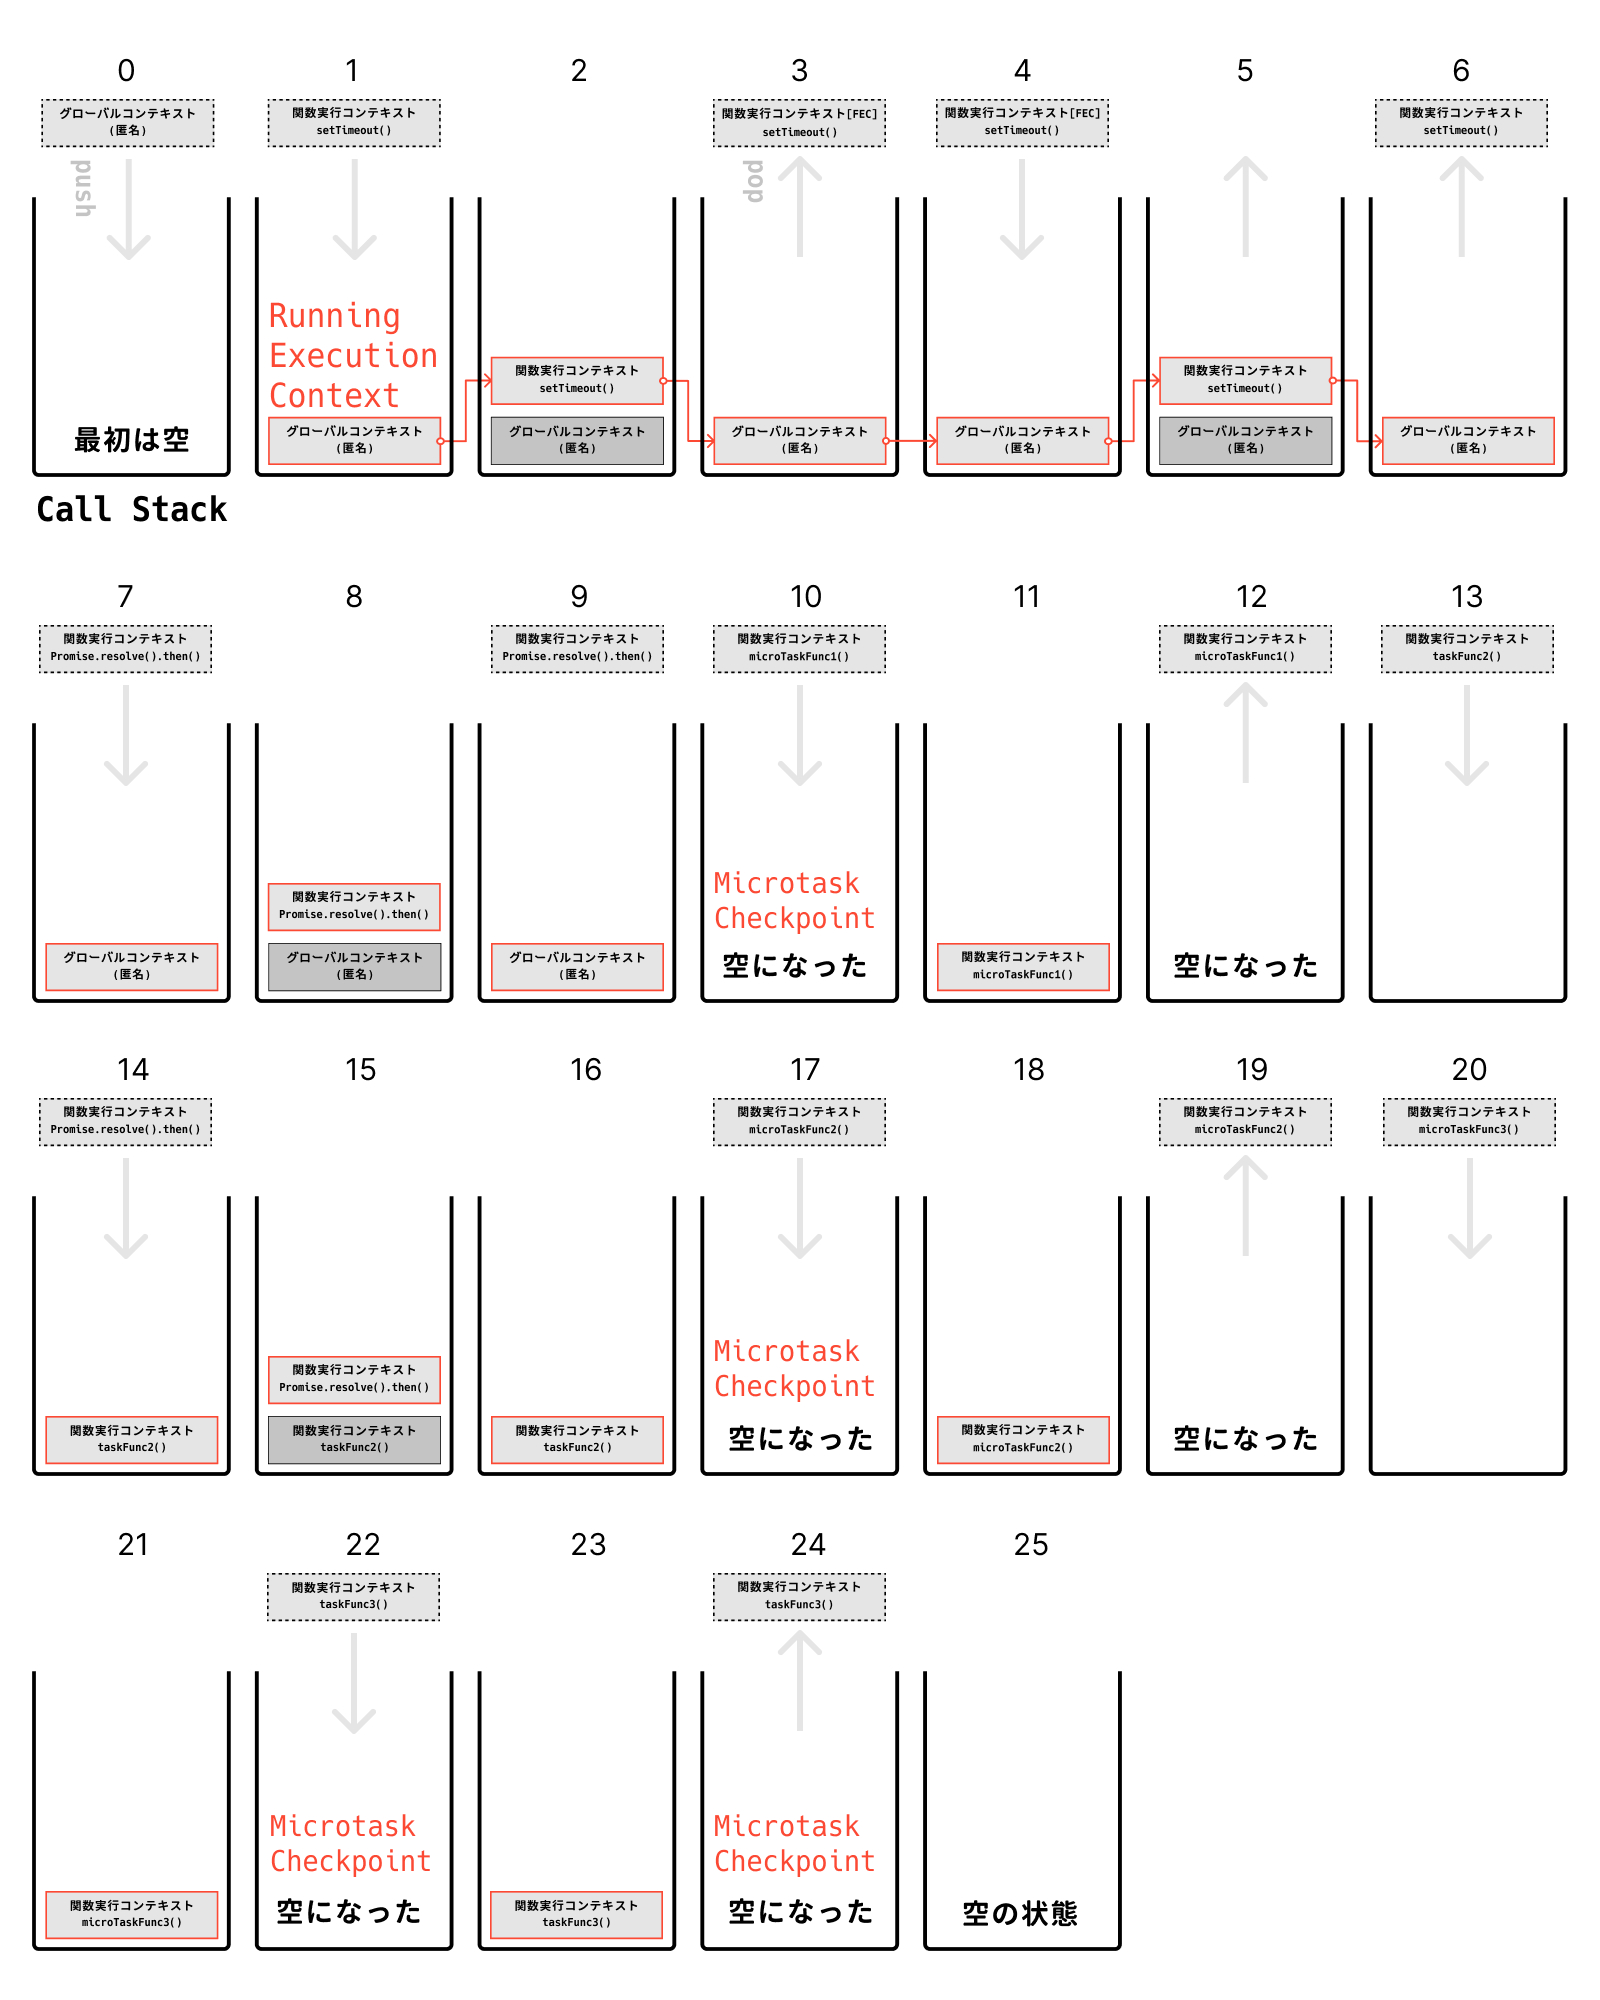 0
グローバルコンテキスト
(匿名)
push
最初は空
Call Stack
1
関数実行コンテキスト
setTimeout()
Running
Execution
Context
グローバルコンテキスト
(匿名)
2
関数実行コンテキスト
setTimeout()
グローバルコンテキスト
(匿名)
3
関数実行コンテキスト[FEC]
setTimeout()
pop
グローバルコンテキスト
(匿名)
4
関数実行コンテキスト[FEC]
setTimeout()
グローバルコンテキスト
(匿名)
5
関数実行コンテキスト
setTimeout()
グローバルコンテキスト
(匿名)
6
関数実行コンテキスト
setTimeout()
グローバルコンテキスト
(匿名)
7
関数実行コンテキスト
Promise.resolve().then()
グローバルコンテキスト
(匿名)
8
関数実行コンテキスト
Promise.resolve().then()
グローバルコンテキスト
(匿名)
9
関数実行コンテキスト
Promise.resolve().then()
グローバルコンテキスト
(匿名)
10
関数実行コンテキスト
microTaskFunc1()
Microtask
Checkpoint
空になった
11
関数実行コンテキスト
microTaskFunc1()
12
関数実行コンテキスト
microTaskFunc1()
空になった
13
関数実行コンテキスト
taskFunc2()
14
関数実行コンテキスト
Promise.resolve().then()
関数実行コンテキスト
taskFunc2()
15
関数実行コンテキスト
Promise.resolve().then()
関数実行コンテキスト
taskFunc2()
16
関数実行コンテキスト
taskFunc2()
17
関数実行コンテキスト
microTaskFunc2()
Microtask
Checkpoint
空になった
18
関数実行コンテキスト
microTaskFunc2()
19
関数実行コンテキスト
microTaskFunc2()
空になった
20
関数実行コンテキスト
microTaskFunc3()
21
関数実行コンテキスト
microTaskFunc3()
22
関数実行コンテキスト
taskFunc3()
Microtask
Checkpoint
空になった
23
関数実行コンテキスト
taskFunc3()
24
関数実行コンテキスト
taskFunc3()
Microtask
Checkpoint
空になった
25
空の状態